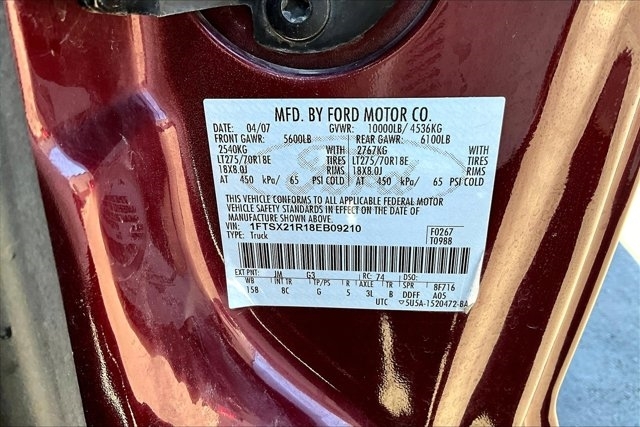 MFD. BY FORD MOTOR CO.
DATE: 04/07 GVWR: 10000LB/ 4536KG
FRONT GAWR: 5600LB REAR GAWR: 6100LB
2540KG WITH 2767KG WITH
LT275/70R18E TIRES LT275/70R18E TIRES
18X8.0J RIMS 18X8.0J RIMS
AT 450 kPa/ 65 PSI COLD AT 450 kPa/ 65 PSI COLD
THIS VEHICLE CONFORMS TO ALL APPLICABLE FEDERAL MOTOR
VEHICLE SAFETY STANDARDS IN EFFECT ON THE DATE OF
MANUFACTURE SHOWN ABOVE.
VIN: 1FTSX21R18EB09210 F0267
TYPE: Truck T0988
EXT PNT: JM G3 RC: 74 DSO:
WB INT TR TP/PS R AXLE TR SPR 8F716
158 8C G 5 3L B DDFF A05
UTC ▽5U5A-1520472-BA